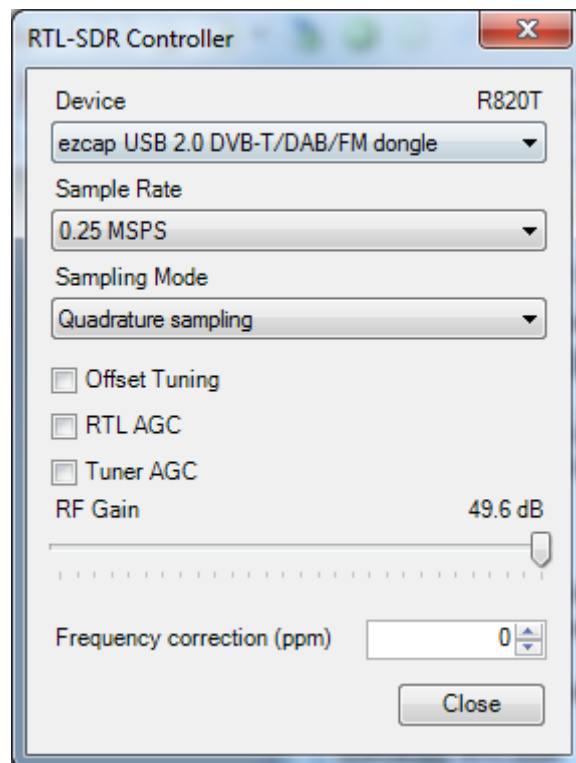 RTL-SDR Controller
Device R820T
ezcap USB 2.0 DVB-T/DAB/FM dongle
Sample Rate
0.25 MSPS
Sampling Mode
Quadrature sampling
Offset Tuning
RTL AGC
Tuner AGC
RF Gain 49.6 dB
Frequency correction (ppm) 0
Close